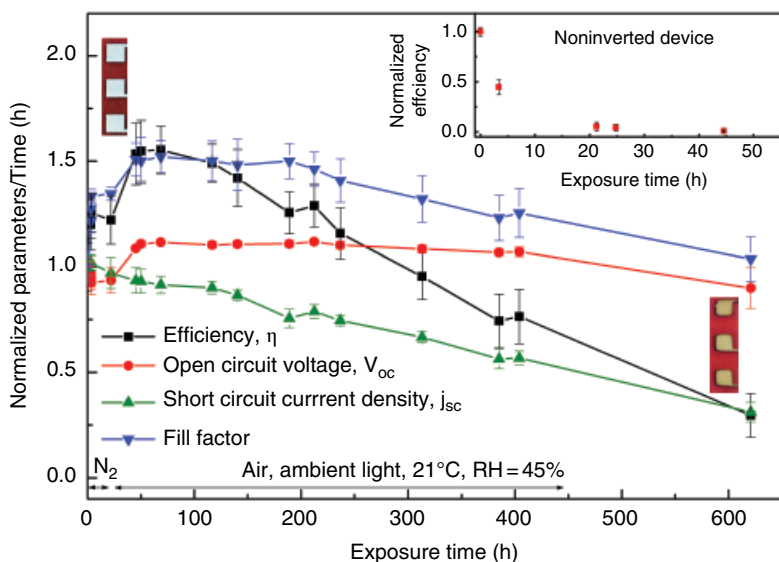 Normalized parameters/Time (h)
2.0
1.5
1.0
0.5
0.0
Normalized
effciency
1.0
0.5
0.0
Noninverted device
0 10 20 30 40 50
Exposure time (h)
Efficiency, η
Open circuit voltage, Voc
Short circuit currrent density, jsc
Fill factor
N2
Air, ambient light, 21°C, RH = 45%
0 100 200 300 400 500 600
Exposure time (h)